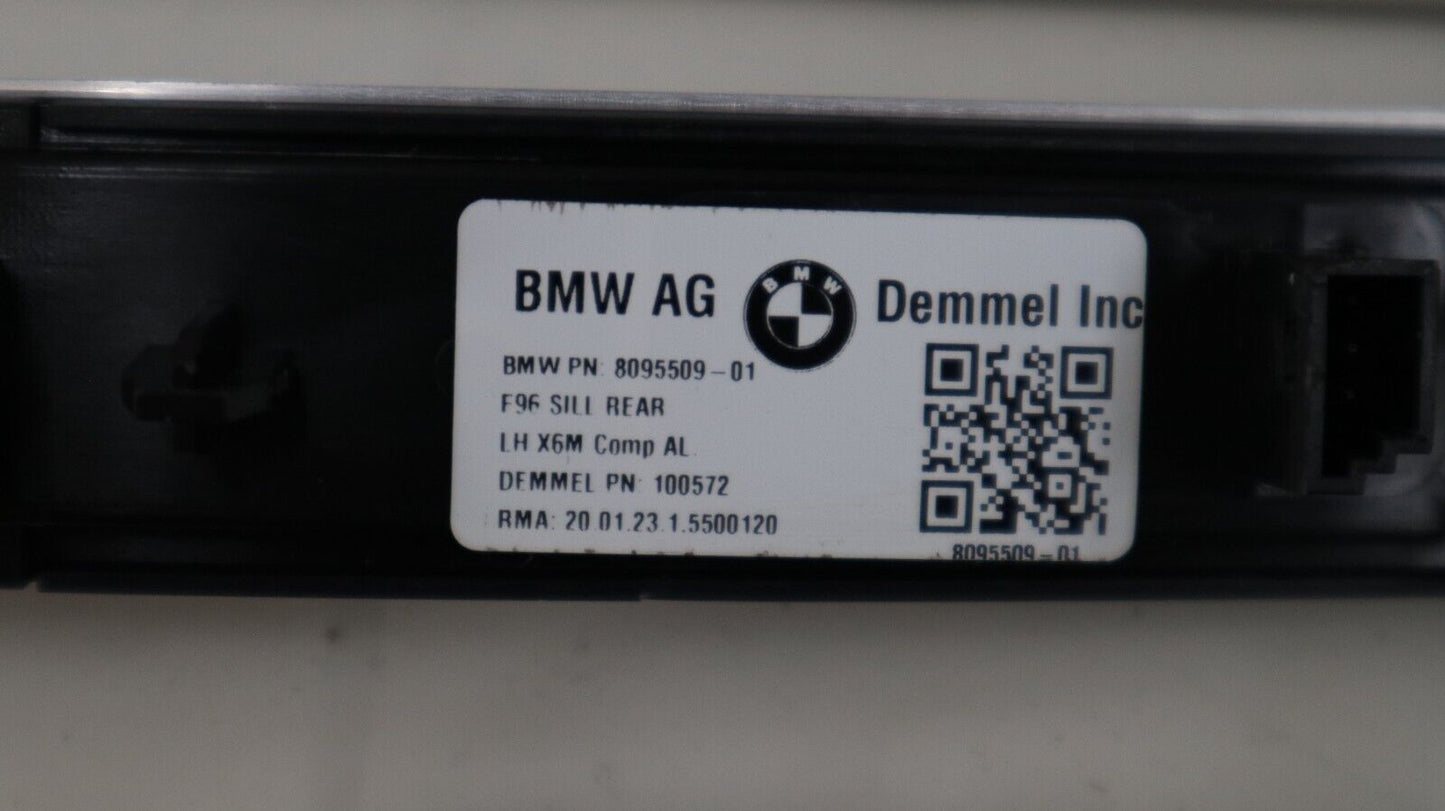 BMW AG BMW Demmel Inc
BMW PN: 8095509-01
F96 SILL REAR
LH X6M Comp AL
DEMMEL PN: 100572
RMA: 20.01.23.1.5500120
8095509-01